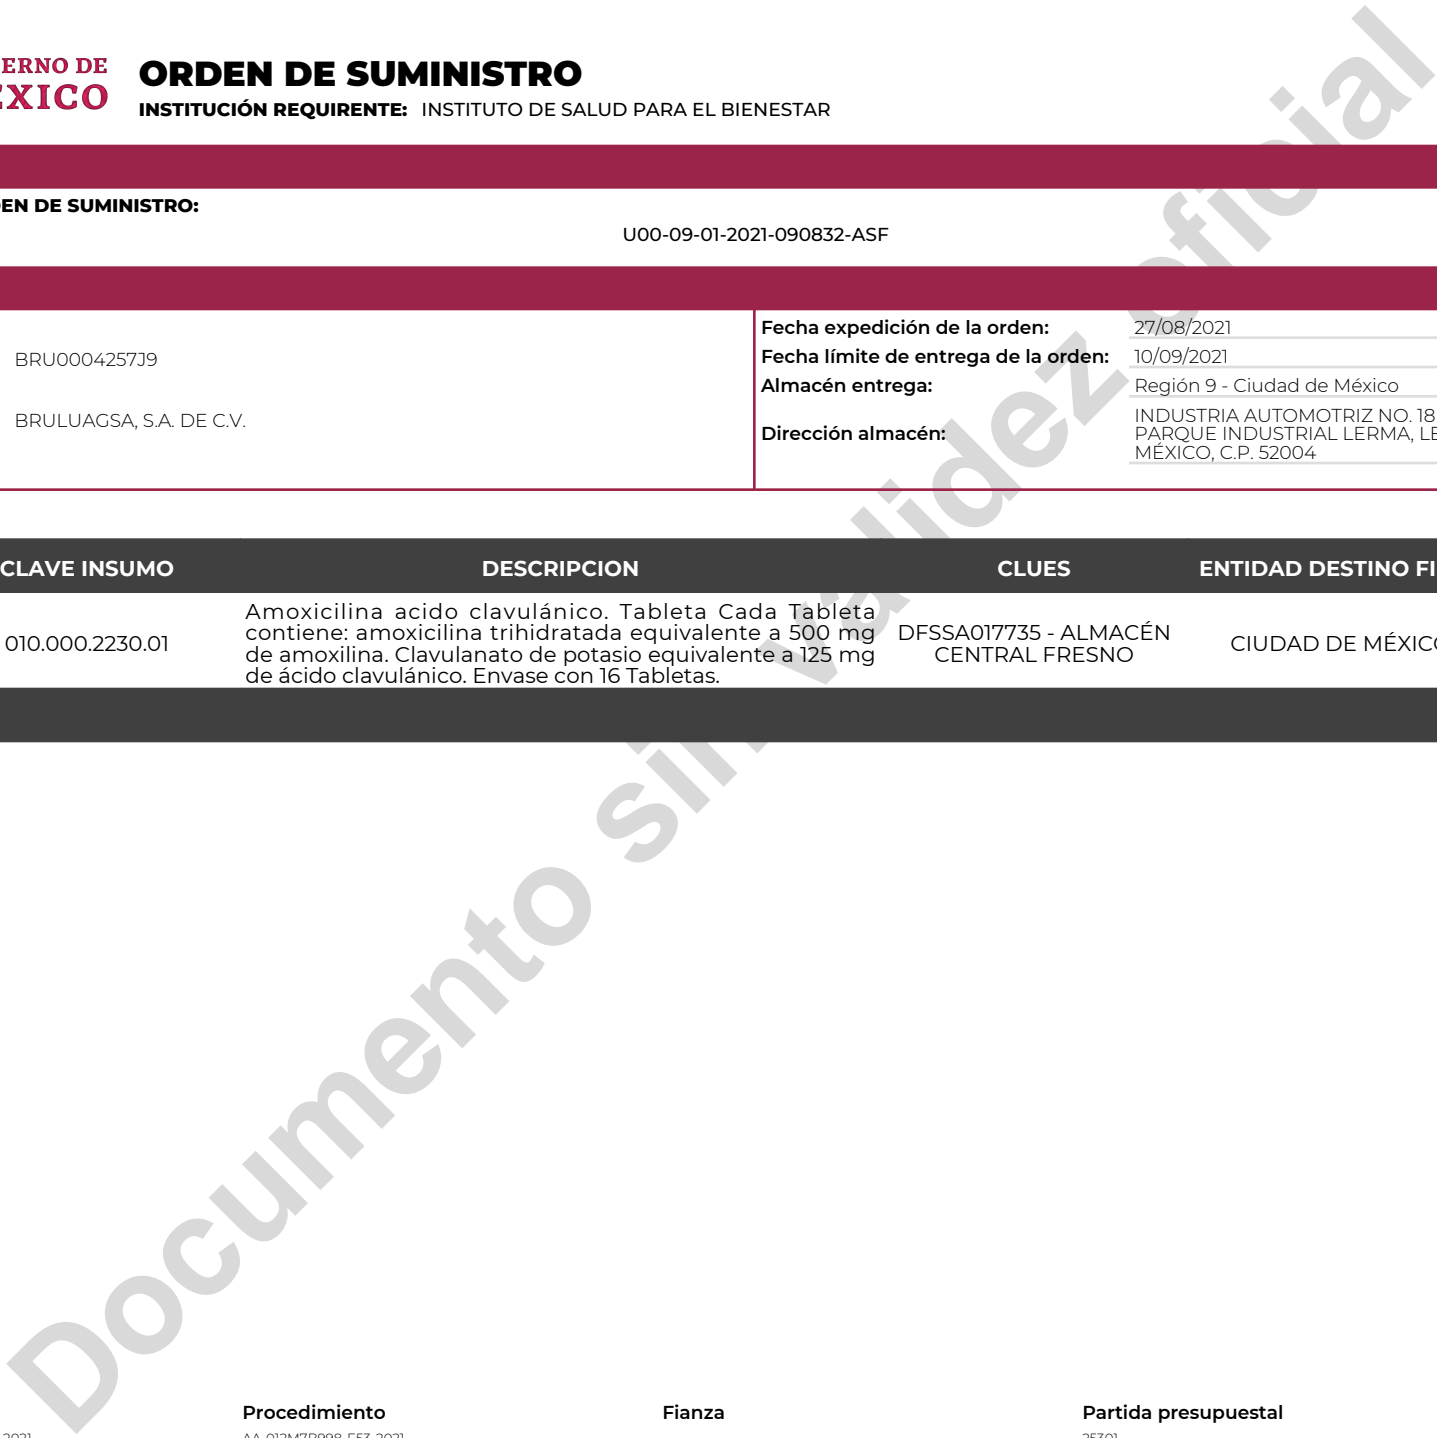 ERNO DE
ORDEN DE SUMINISTRO
INSTITUCIÓN REQUIRENTE: INSTITUTO DE SALUD PARA EL BIENESTAR
EN DE SUMINISTRO:
U00-09-01-2021-090832-ASF
BRU0004257J9
BRULUAGSA, S.A. DE C.V.
Fecha expedición de la orden: 27/08/2021
Fecha límite de entrega de la orden: 10/09/2021
Almacén entrega: Región 9 - Ciudad de México
Dirección almacén:
INDUSTRIA AUTOMOTRIZ NO. 18
PARQUE INDUSTRIAL LERMA, LE
MÉXICO, C.P. 52004
CLAVE INSUMO DESCRIPCION CLUES ENTIDAD DESTINO FI
010.000.2230.01
Amoxicilina acido clavulánico. Tableta Cada Tableta
contiene: amoxicilina trihidratada equivalente a 500 mg
de amoxilina. Clavulanato de potasio equivalente a 125 mg
de ácido clavulánico. Envase con 16 Tabletas.
DFSSA017735 - ALMACÉN
CENTRAL FRESNO
CIUDAD DE MÉXICO
Documento sin validez oficial
Procedimiento Fianza Partida presupuestal